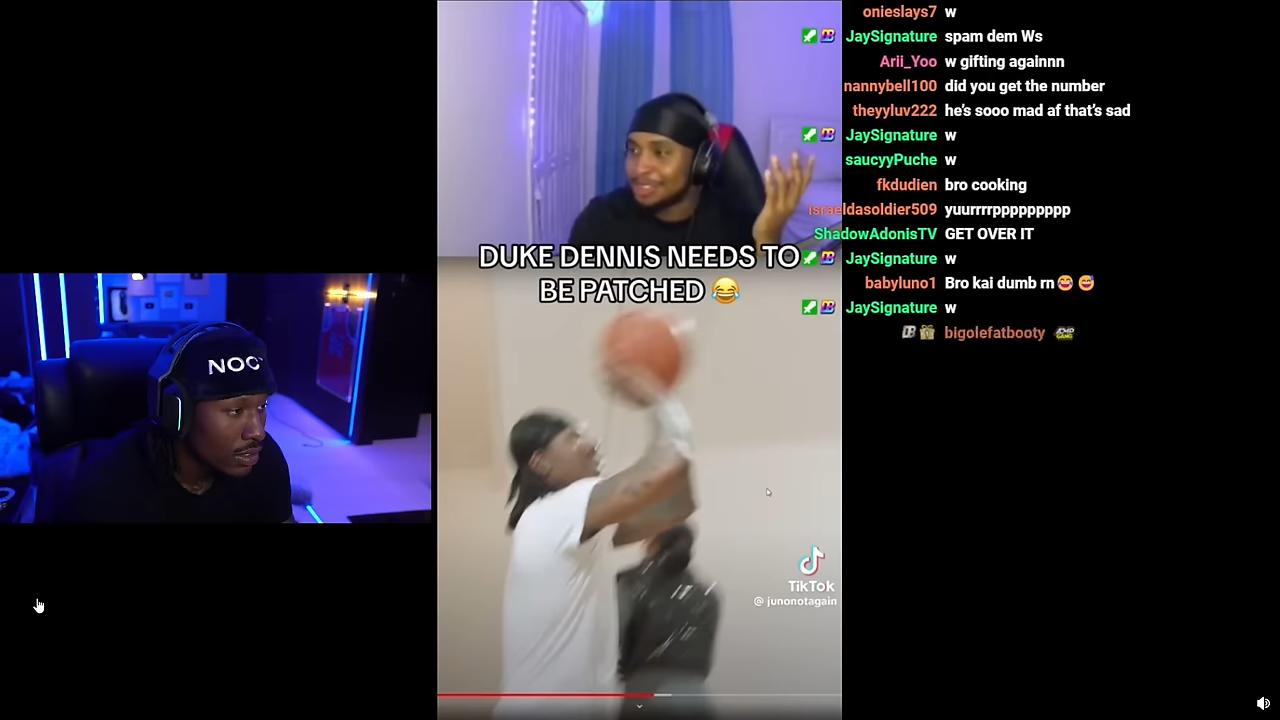 onieslays7 w
JaySignature spam dem Ws
Arii_Yoo w gifting againnn
nannybell100 did you get the number
theyyluv222 he's sooo mad af that's sad
JaySignature w
saucyyPuche w
fkdudien bro cooking
israeldasoldier509 yuurrrrppppppppp
ShadowAdonisTV GET OVER IT
JaySignature w
babyluno1 Bro kai dumb rn😂 😅
JaySignature w
bigolefatbooty
DUKE DENNIS NEEDS TO
BE PATCHED 😂
NOC
TikTok
@ junonotagain